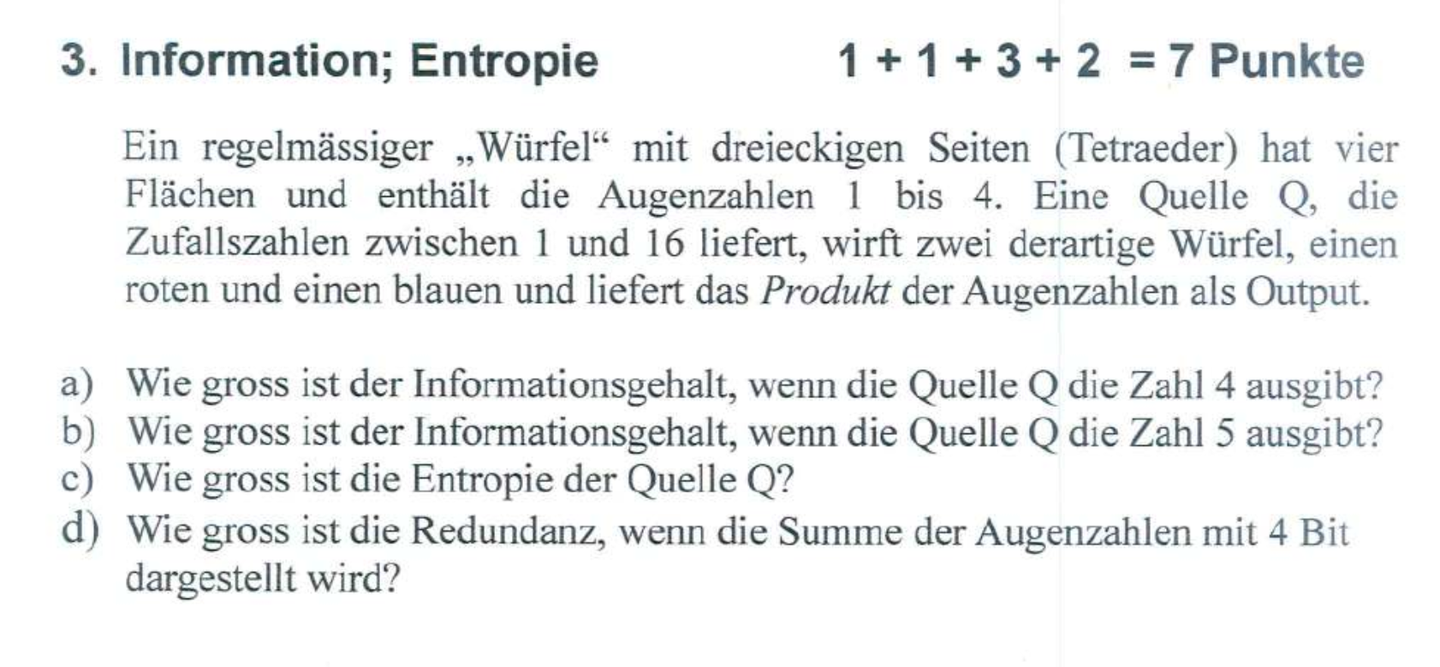 3. Information; Entropie 1 + 1 + 3 + 2 = 7 Punkte
Ein regelmässiger „Würfel“ mit dreieckigen Seiten (Tetraeder) hat vier
Flächen und enthält die Augenzahlen 1 bis 4. Eine Quelle Q, die
Zufallszahlen zwischen 1 und 16 liefert, wirft zwei derartige Würfel, einen
roten und einen blauen und liefert das Produkt der Augenzahlen als Output.
a) Wie gross ist der Informationsgehalt, wenn die Quelle Q die Zahl 4 ausgibt?
b) Wie gross ist der Informationsgehalt, wenn die Quelle Q die Zahl 5 ausgibt?
c) Wie gross ist die Entropie der Quelle Q?
d) Wie gross ist die Redundanz, wenn die Summe der Augenzahlen mit 4 Bit
dargestellt wird?